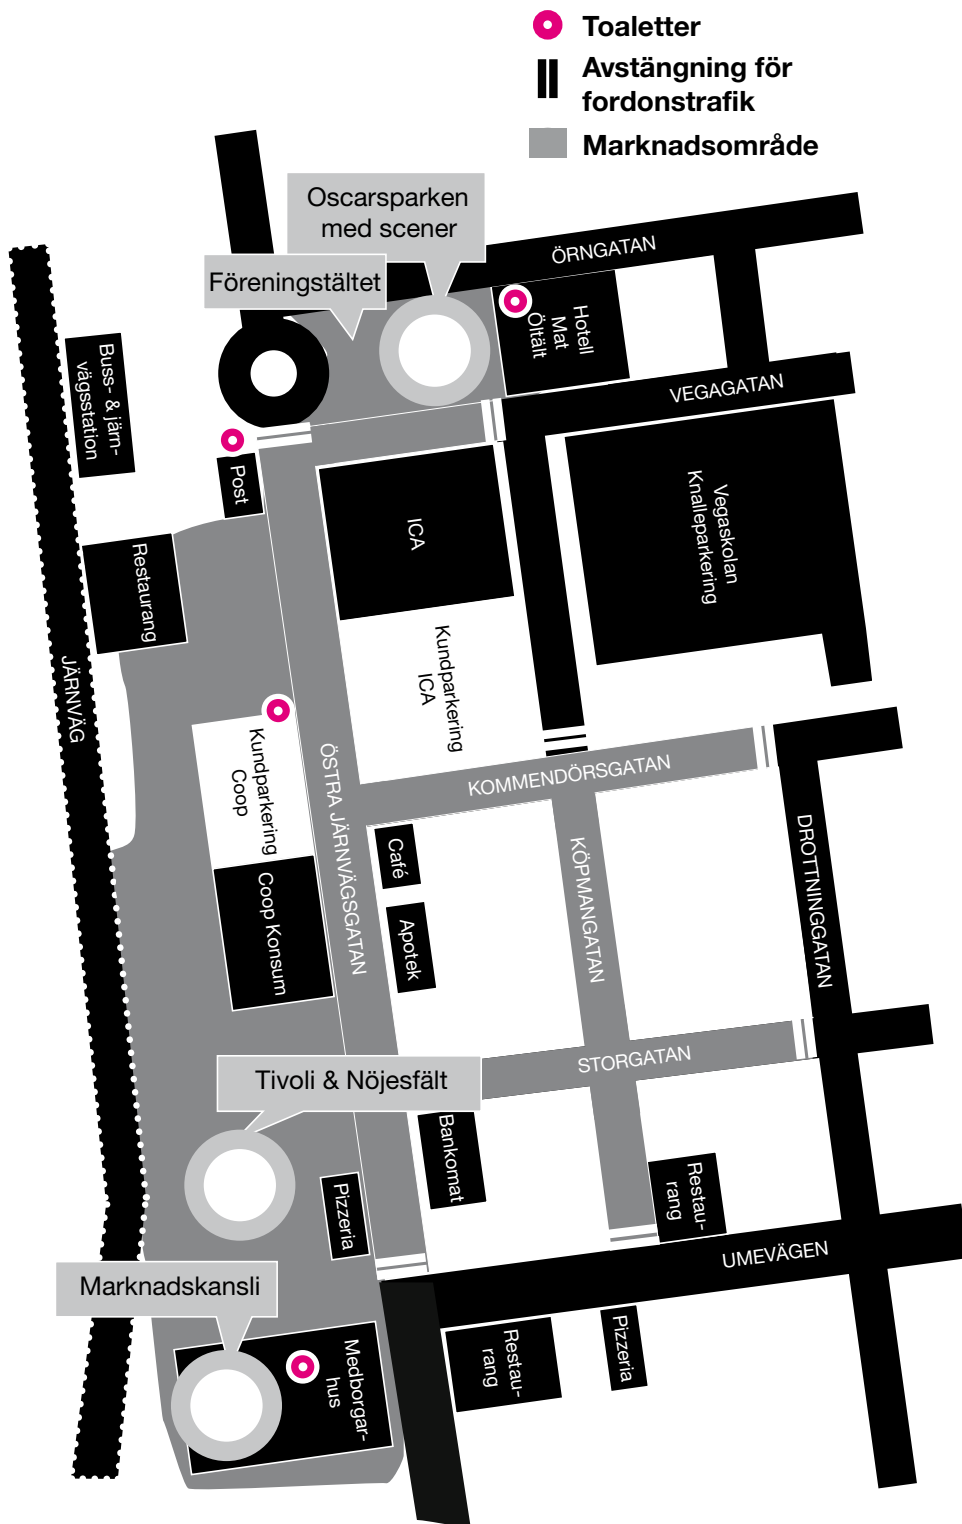 Toaletter
Avstängning för
fordonstrafik
Marknadsområde
Oscarsparken
med scener
Föreningstältet
ÖRNGATAN
Hotell
Mat
Öltält
VEGAGATAN
Buss- & järn-
vägsstation
Post
ICA
Vegaskolan
Knalleparkering
Restaurang
JÄRNVÄG
Kundparkering
ICA
Kundparkering
Coop
ÖSTRA JÄRNVÄGSGATAN
KOMMENDÖRSGATAN
Café
KÖPMANGATAN
DROTTNINGGATAN
Coop Konsum
Apotek
STORGATAN
Tivoli & Nöjesfält
Bankomat
Pizzeria
Restau-
rang
UMEVÄGEN
Marknadskansli
Medborgar-
hus
Restau-
rang
Pizzeria